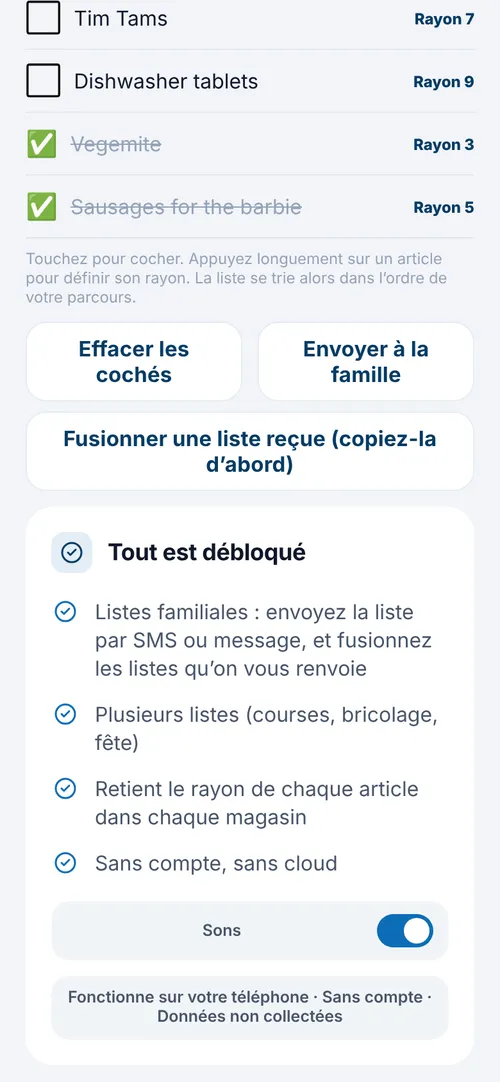 Tim Tams Rayon 7
Dishwasher tablets Rayon 9
Vegemite Rayon 3
Sausages for the barbie Rayon 5
Touchez pour cocher. Appuyez longuement sur un article
pour définir son rayon. La liste se trie alors dans l’ordre de
votre parcours.
Effacer les
cochés
Envoyer à la
famille
Fusionner une liste reçue (copiez-la
d’abord)
Tout est débloqué
Listes familiales : envoyez la liste
par SMS ou message, et fusionnez
les listes qu’on vous renvoie
Plusieurs listes (courses, bricolage,
fête)
Retient le rayon de chaque article
dans chaque magasin
Sans compte, sans cloud
Sons
Fonctionne sur votre téléphone · Sans compte ·
Données non collectées